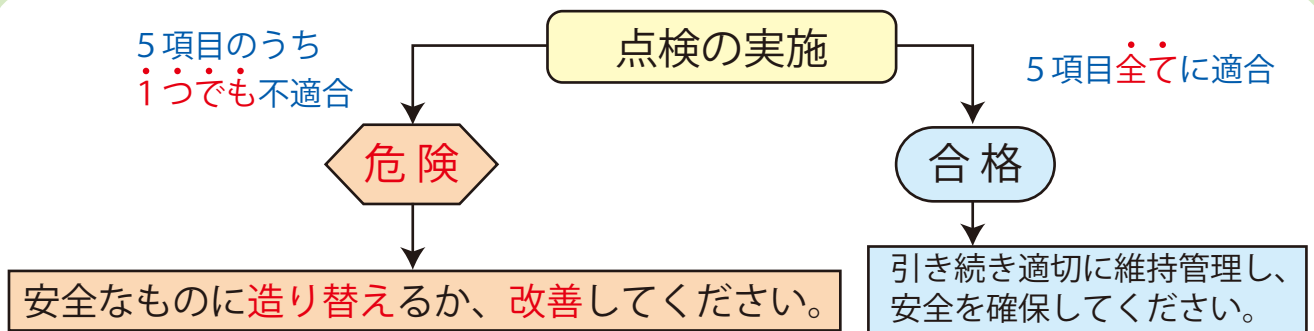 点検の実施
5項目のうち
1つでも不適合
5項目全てに適合
危険
合格
安全なものに造り替えるか、改善してください。
引き続き適切に維持管理し、
安全を確保してください。